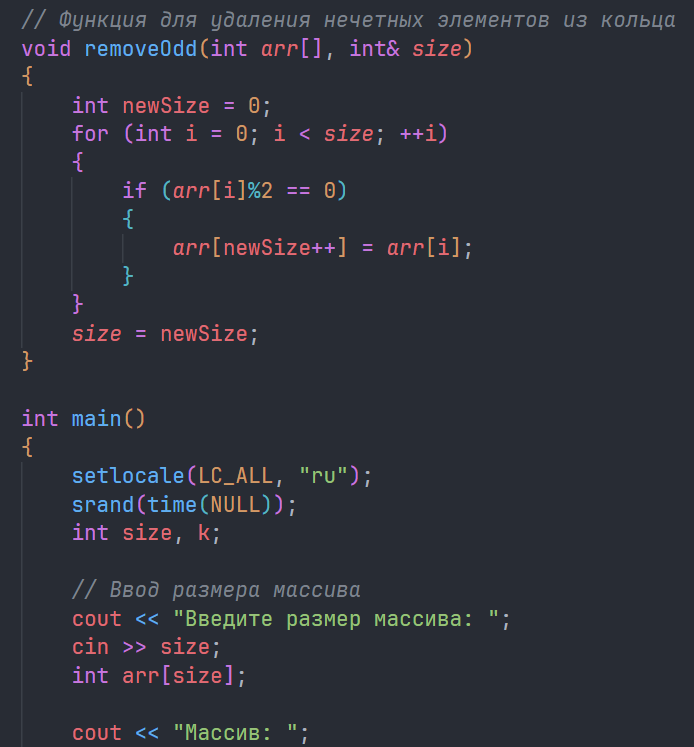 // Функция для удаления нечетных элементов из кольца
void removeOdd(int arr[], int& size)
{
    int newSize = 0;
    for (int i = 0; i < size; ++i)
    {
        if (arr[i]%2 == 0)
        {
            arr[newSize++] = arr[i];
        }
    }
    size = newSize;
}

int main()
{
    setlocale(LC_ALL, "ru");
    srand(time(NULL));
    int size, k;

    // Ввод размера массива
    cout << "Введите размер массива: ";
    cin >> size;
    int arr[size];

    cout << "Массив: ";